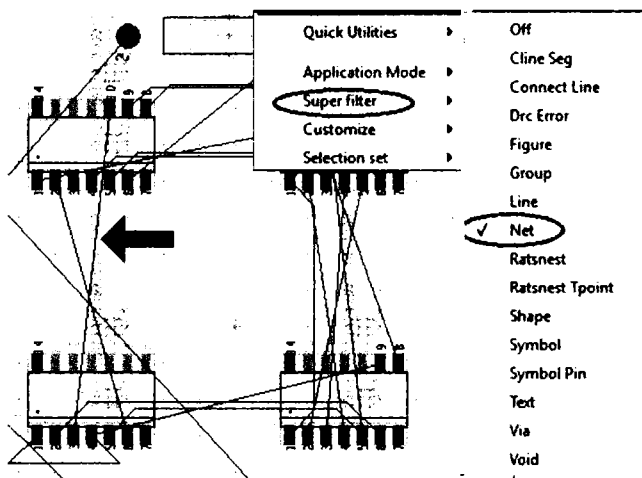 Quick Utilities
Application Mode
Super filter
Customize
Selection set
Off
Cline Seg
Connect Line
Drc Error
Figure
Group
Line
✓ Net
Ratsnest
Ratsnest Tpoint
Shape
Symbol
Symbol Pin
Text
Via
Void